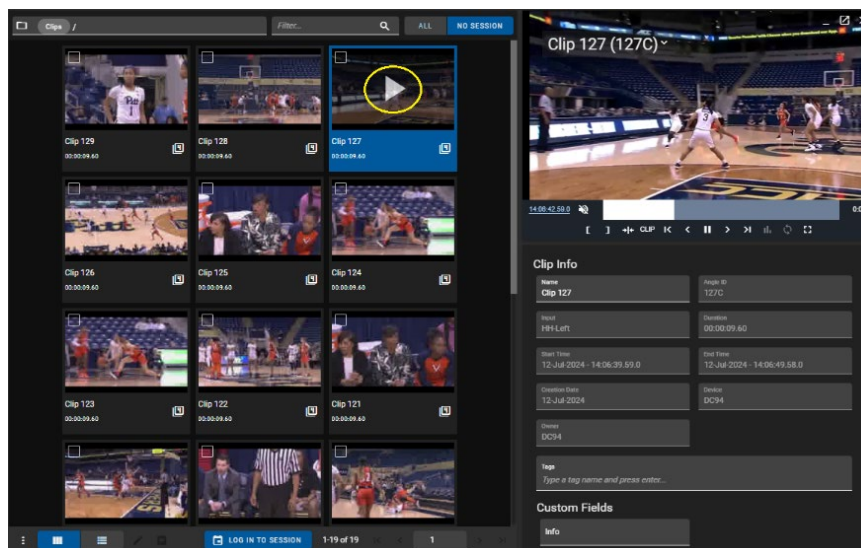 Clips /
Filter...
ALL
NO SESSION
Clip 129
00:00:09.60
Clip 128
00:00:09.60
Clip 127
00:00:09.60
Clip 126
00:00:09.60
Clip 125
00:00:09.60
Clip 124
00:00:09.60
Clip 123
00:00:09.60
Clip 122
00:00:09.60
Clip 121
00:00:09.60
LOG IN TO SESSION
1-19 of 19
1
Clip 127 (127C)
14:06:42.59.0
CLIP
Clip Info
Name
Clip 127
Angle ID
127C
Input
HH-Left
Duration
00:00:09.60
Start Time
12-Jul-2024 - 14:06:39.59.0
End Time
12-Jul-2024 - 14:06:49.58.0
Creation Date
12-Jul-2024
Device
DC94
Owner
DC94
Tags
Type a tag name and press enter...
Custom Fields
Info